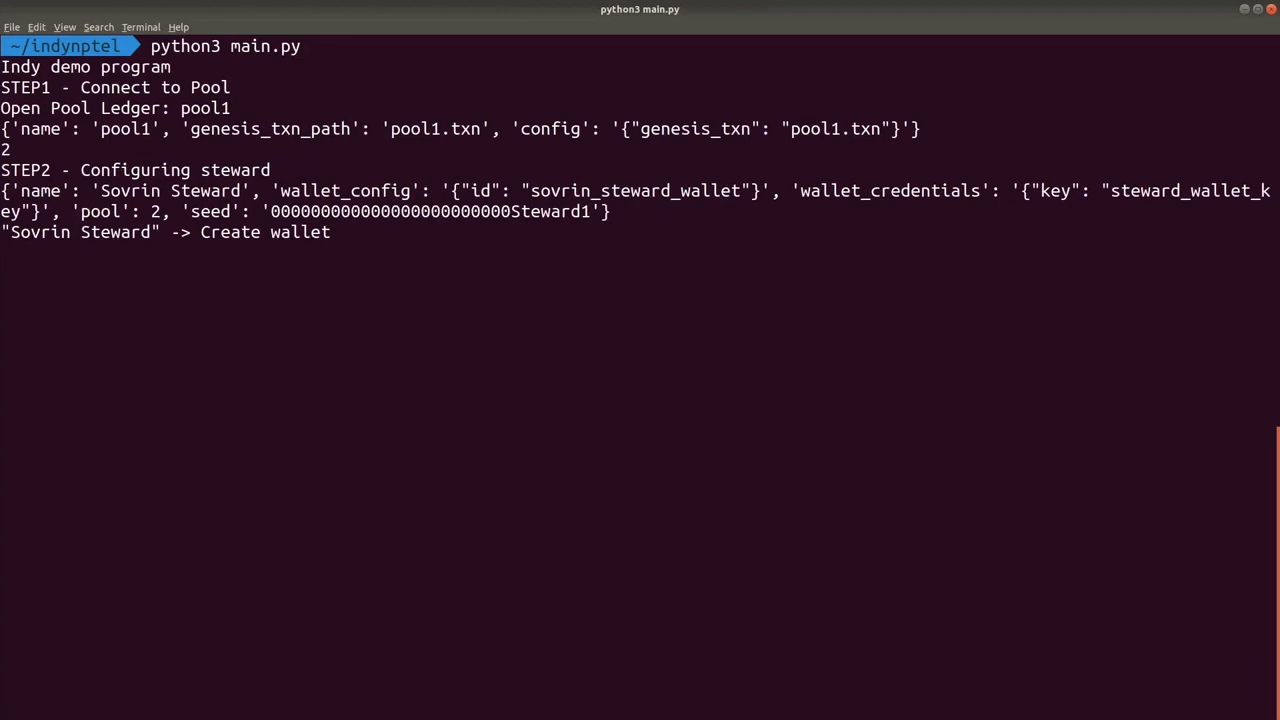 python3 main.py
File Edit View Search Terminal Help
~/indynptel python3 main.py
Indy demo program
STEP1 - Connect to Pool
Open Pool Ledger: pool1
{'name': 'pool1', 'genesis_txn_path': 'pool1.txn', 'config': '{"genesis_txn": "pool1.txn"}'}
2
STEP2 - Configuring steward
{'name': 'Sovrin Steward', 'wallet_config': '{"id": "sovrin_steward_wallet"}', 'wallet_credentials': '{"key": "steward_wallet_k
ey"}', 'pool': 2, 'seed': '000000000000000000000000Steward1'}
"Sovrin Steward" -> Create wallet